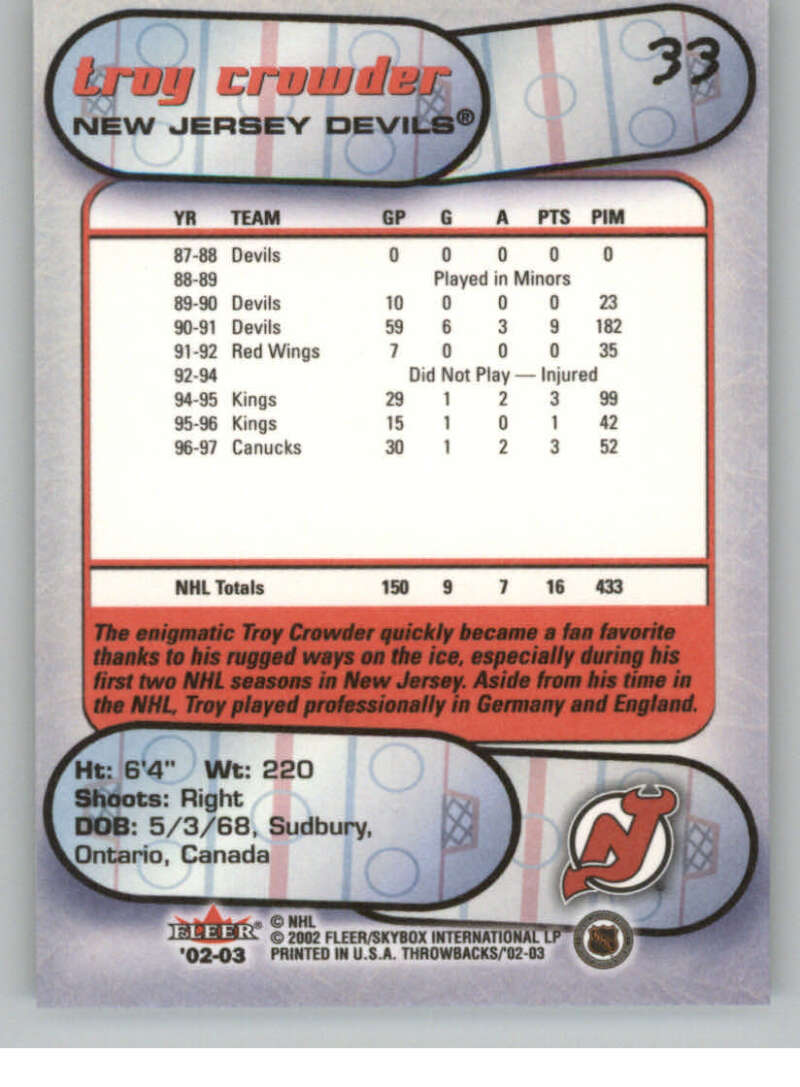 troy crowder
NEW JERSEY DEVILS®
33
YR TEAM GP G A PTS PIM
87-88 Devils 0 0 0 0 0
88-89 Played in Minors
89-90 Devils 10 0 0 0 23
90-91 Devils 59 6 3 9 182
91-92 Red Wings 7 0 0 0 35
92-94 Did Not Play — Injured
94-95 Kings 29 1 2 3 99
95-96 Kings 15 1 0 1 42
96-97 Canucks 30 1 2 3 52
NHL Totals 150 9 7 16 433
The enigmatic Troy Crowder quickly became a fan favorite
thanks to his rugged ways on the ice, especially during his
first two NHL seasons in New Jersey. Aside from his time in
the NHL, Troy played professionally in Germany and England.
Ht: 6'4" Wt: 220
Shoots: Right
DOB: 5/3/68, Sudbury,
Ontario, Canada
FLEER®
'02-03
© NHL
© 2002 FLEER/SKYBOX INTERNATIONAL LP
PRINTED IN U.S.A. THROWBACKS/'02-03